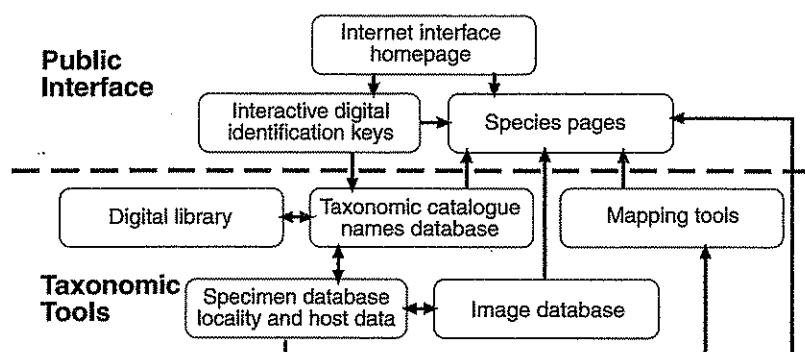 Public
Interface
Internet interface
homepage
Interactive digital
identification keys
Species pages
Digital library
Taxonomic catalogue
names database
Mapping tools
Taxonomic
Tools
Specimen database
locality and host data
Image database